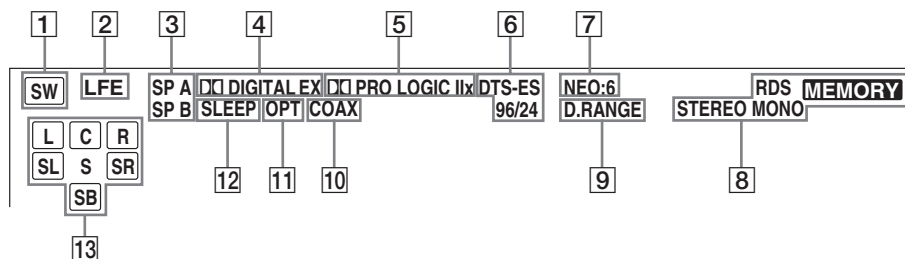 1 2 3 4 5 6 7
SW LFE SP A DIGITAL EX PRO LOGIC IIx DTS-ES NEO:6 RDS MEMORY
SP B SLEEP OPT COAX 96/24 D.RANGE STEREO MONO
L C R
SL S SR
SB
12 11 10 9 8
13